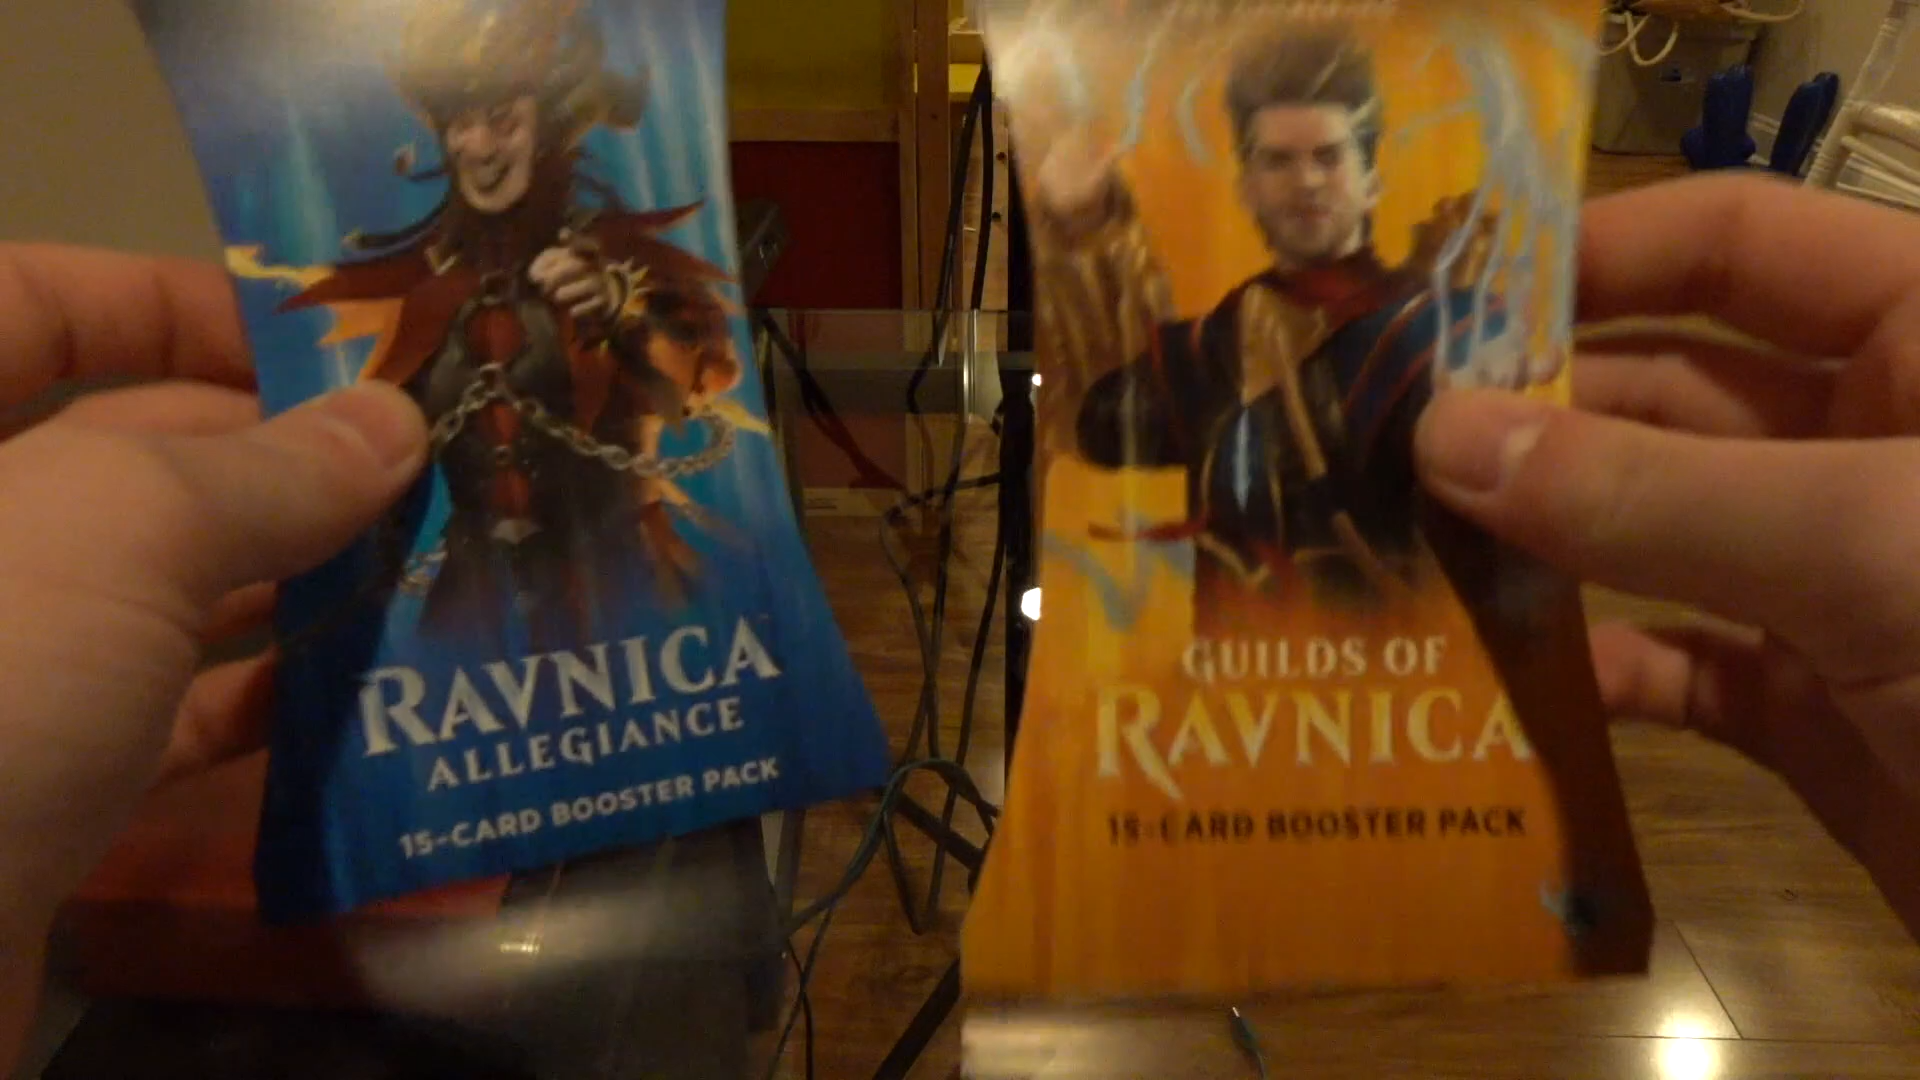 RAVNICA
ALLEGIANCE
15-CARD BOOSTER PACK
GUILDS OF
RAVNICA
15-CARD BOOSTER PACK